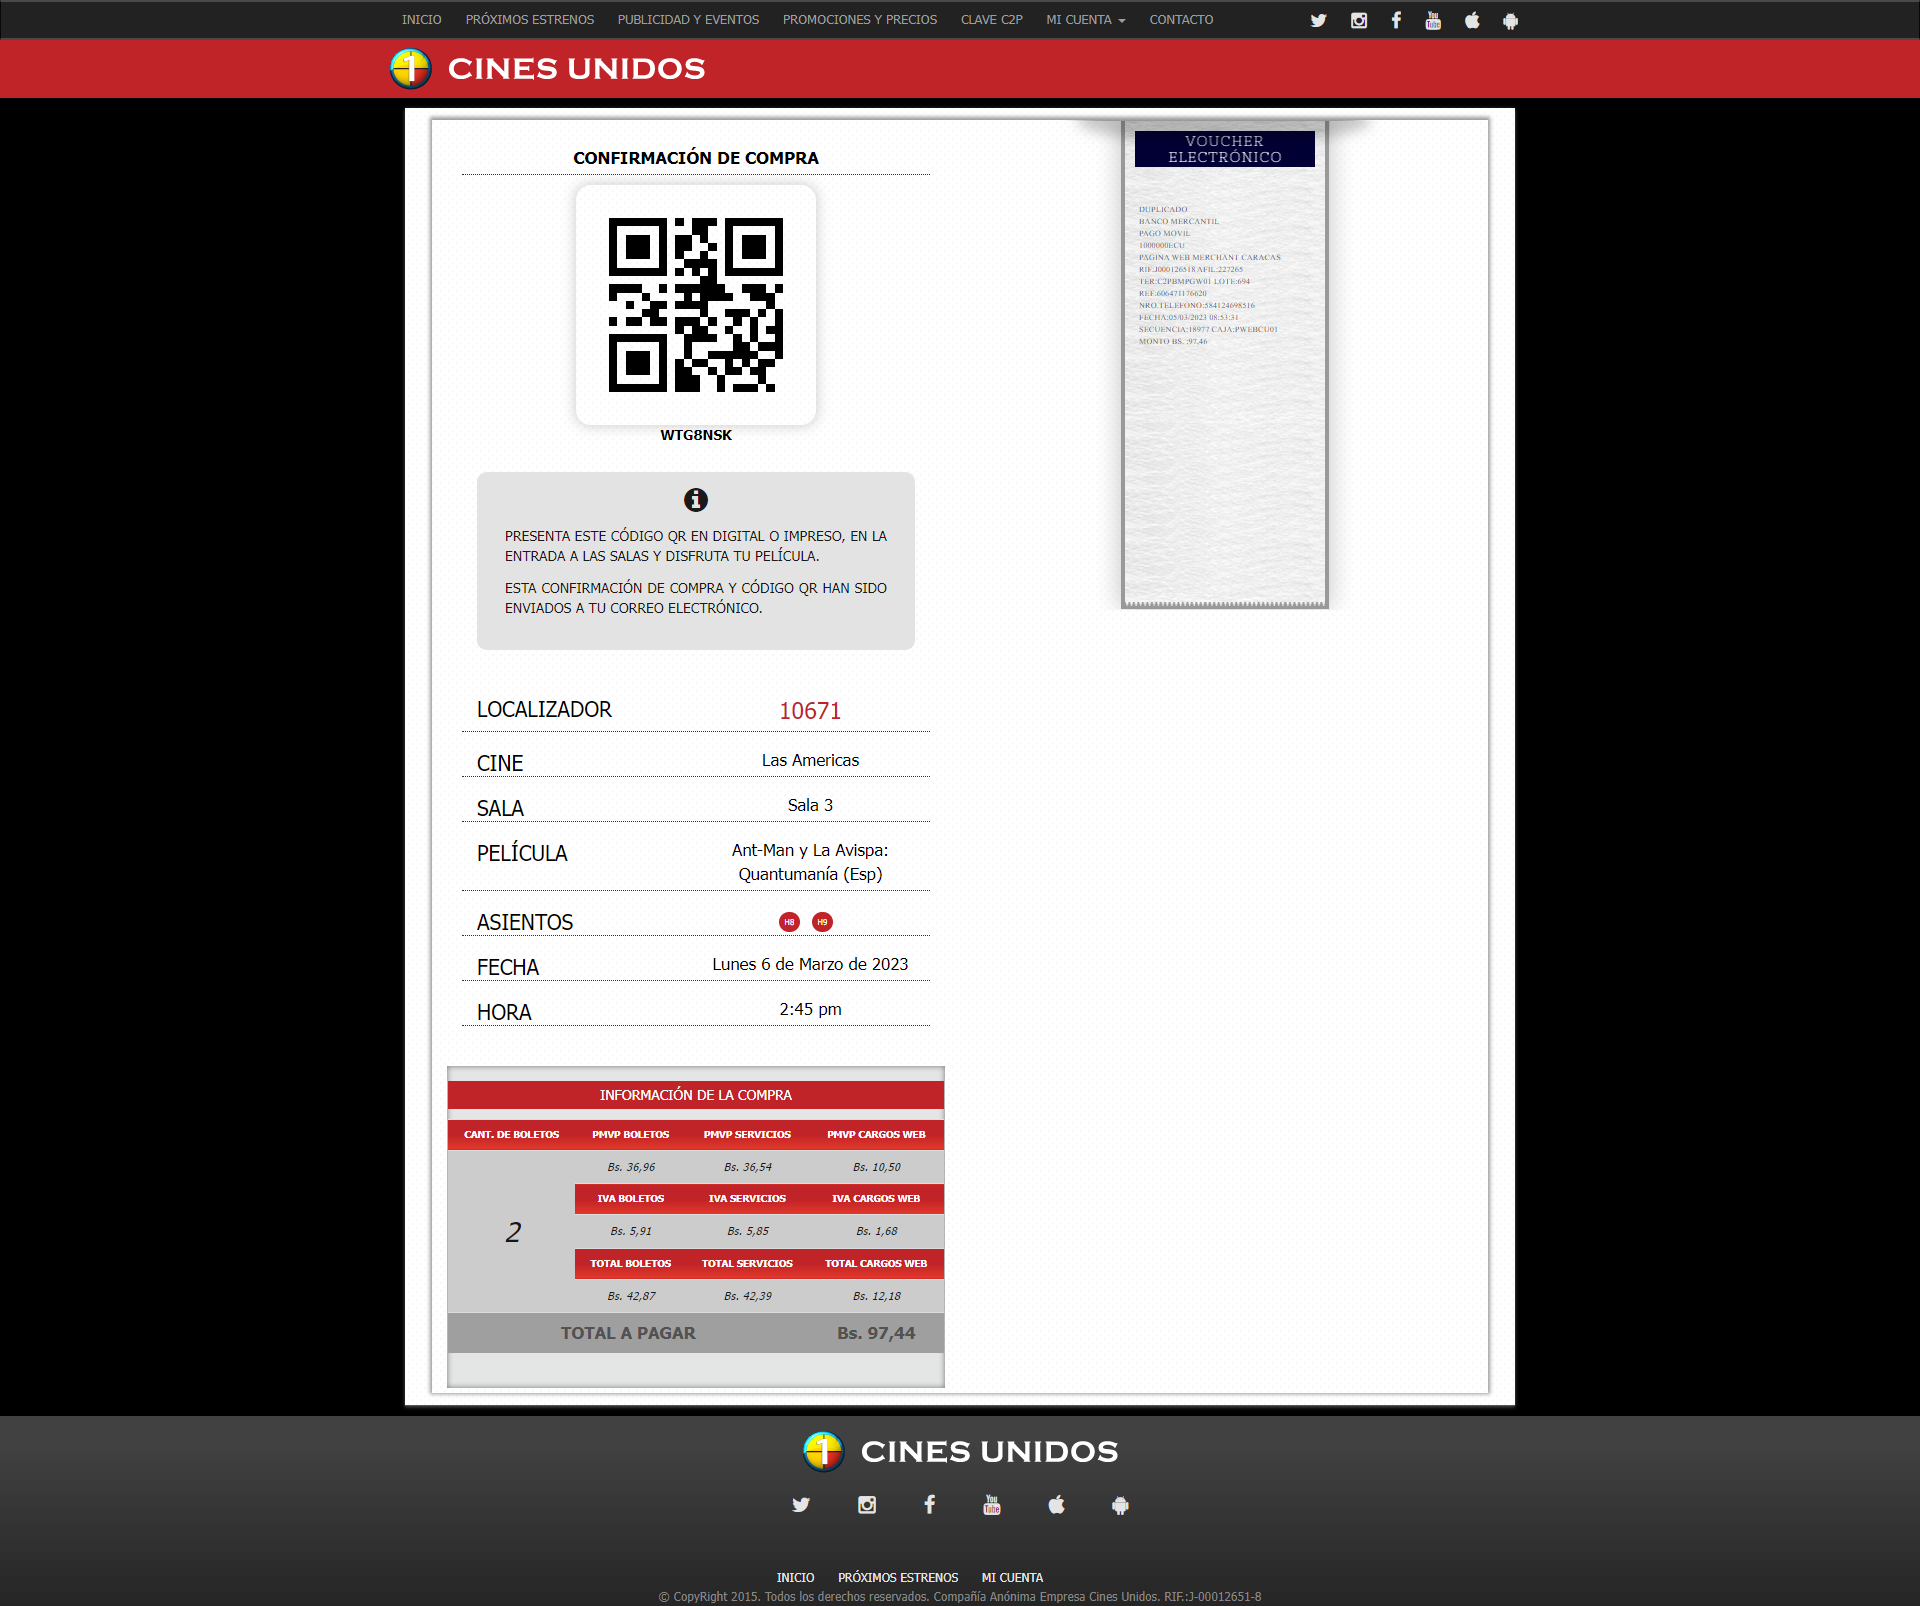 INICIO PRÓXIMOS ESTRENOS PUBLICIDAD Y EVENTOS PROMOCIONES Y PRECIOS CLAVE C2P MI CUENTA CONTACTO You Tube
1 CINES UNIDOS
CONFIRMACIÓN DE COMPRA
WTG8NSK
PRESENTA ESTE CÓDIGO QR EN DIGITAL O IMPRESO, EN LA
ENTRADA A LAS SALAS Y DISFRUTA TU PELÍCULA.
ESTA CONFIRMACIÓN DE COMPRA Y CÓDIGO QR HAN SIDO
ENVIADOS A TU CORREO ELECTRÓNICO.
LOCALIZADOR 10671
CINE Las Americas
SALA Sala 3
PELÍCULA Ant-Man y La Avispa:
Quantumanía (Esp)
ASIENTOS H8 H9
FECHA Lunes 6 de Marzo de 2023
HORA 2:45 pm
INFORMACIÓN DE LA COMPRA
CANT. DE BOLETOS PMVP BOLETOS PMVP SERVICIOS PMVP CARGOS WEB
Bs. 36,96 Bs. 36,54 Bs. 10,50
IVA BOLETOS IVA SERVICIOS IVA CARGOS WEB
2 Bs. 5,91 Bs. 5,85 Bs. 1,68
TOTAL BOLETOS TOTAL SERVICIOS TOTAL CARGOS WEB
Bs. 42,87 Bs. 42,39 Bs. 12,18
TOTAL A PAGAR Bs. 97,44
VOUCHER
ELECTRÓNICO
DUPLICADO
BANCO MERCANTIL
PAGO MOVIL
1000000ECU
PAGINA WEB MERCHANT CARACAS
RIF:J000126518 AFIL:227265
TER:C2PBMPGW01 LOTE:694
REF:606471176620
NRO.TELEFONO:584124698516
FECHA:05/03/2023 08:53:31
SECUENCIA:18977 CAJA:PWEBCU01
MONTO BS. :97.46
1 CINES UNIDOS
You Tube
INICIO PRÓXIMOS ESTRENOS MI CUENTA
© CopyRight 2015. Todos los derechos reservados. Compañía Anónima Empresa Cines Unidos. RIF.:J-00012651-8